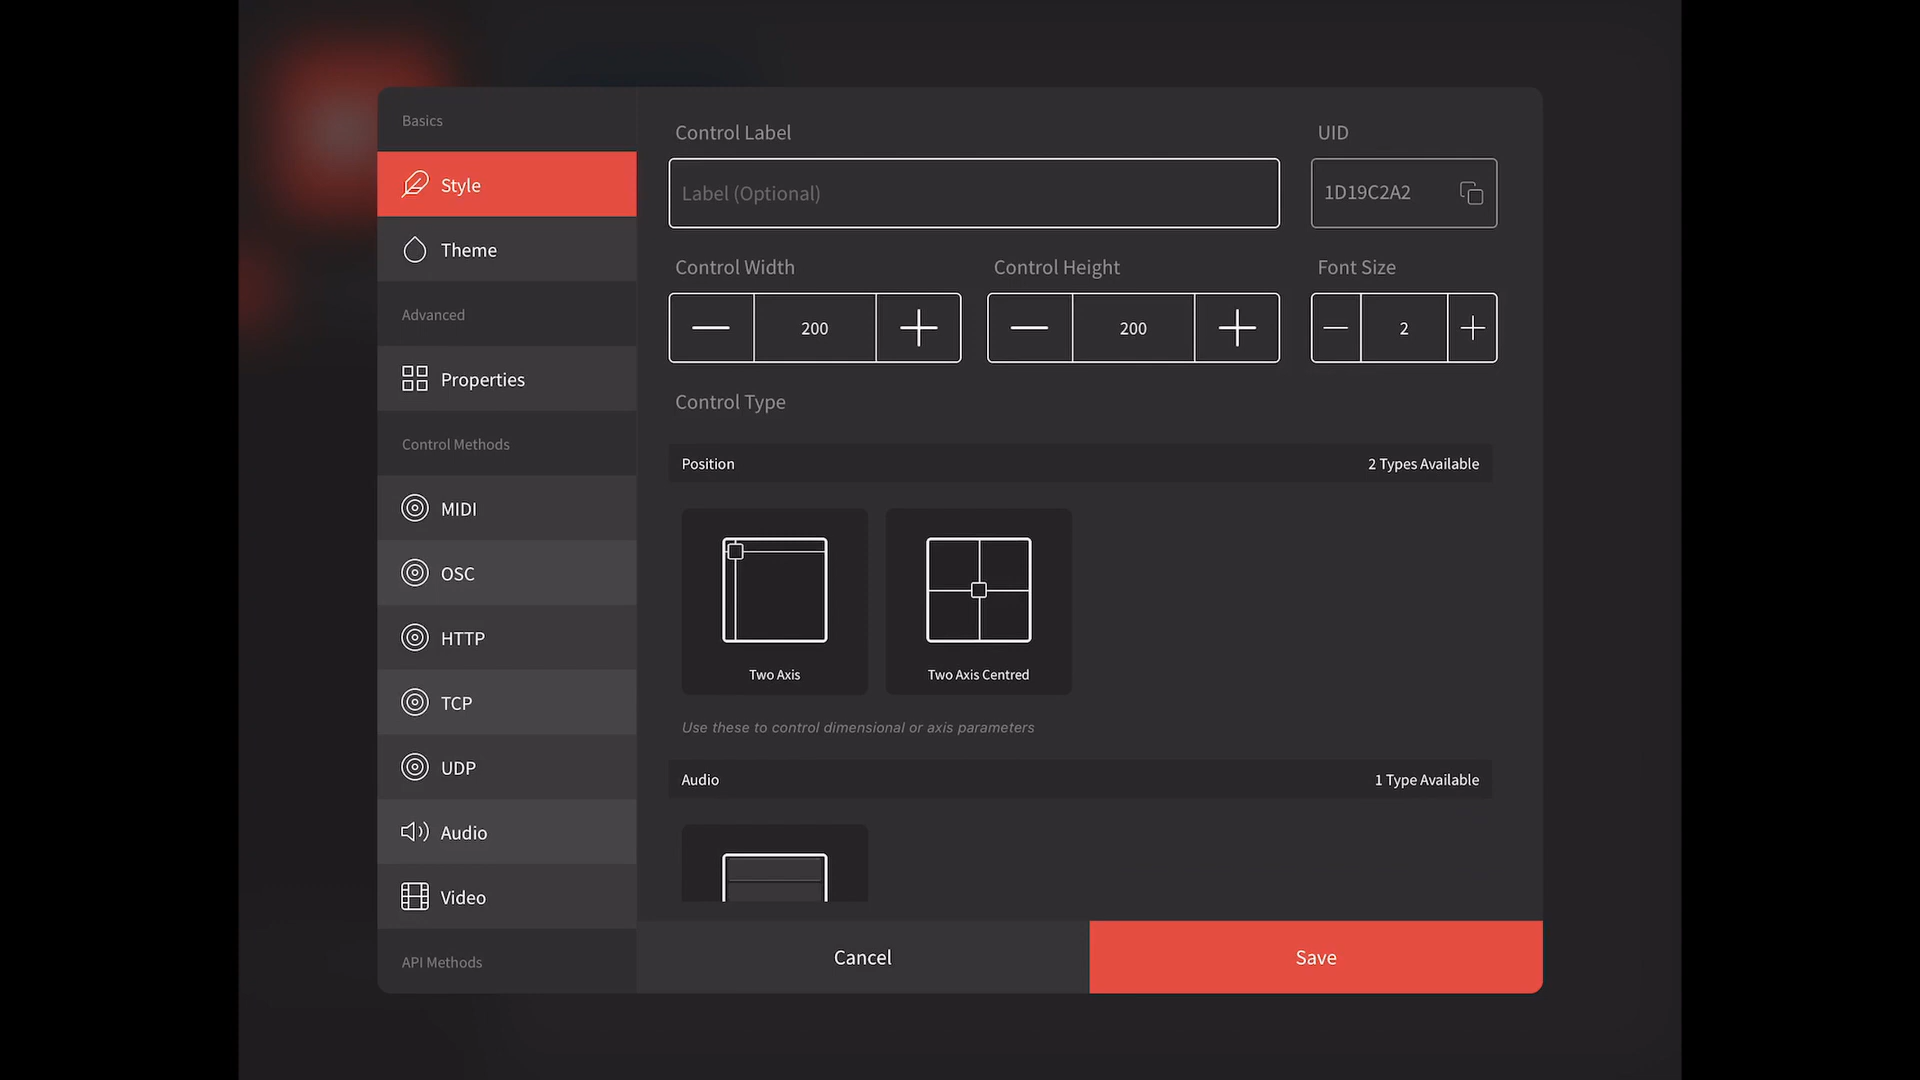 Basics
Style
Theme
Advanced
Properties
Control Methods
MIDI
OSC
HTTP
TCP
UDP
Audio
Video
API Methods
Control Label
UID
Label (Optional)
1D19C2A2
Control Width
Control Height
Font Size
200
200
2
Control Type
Position
2 Types Available
Two Axis
Two Axis Centred
Use these to control dimensional or axis parameters
Audio
1 Type Available
Cancel
Save